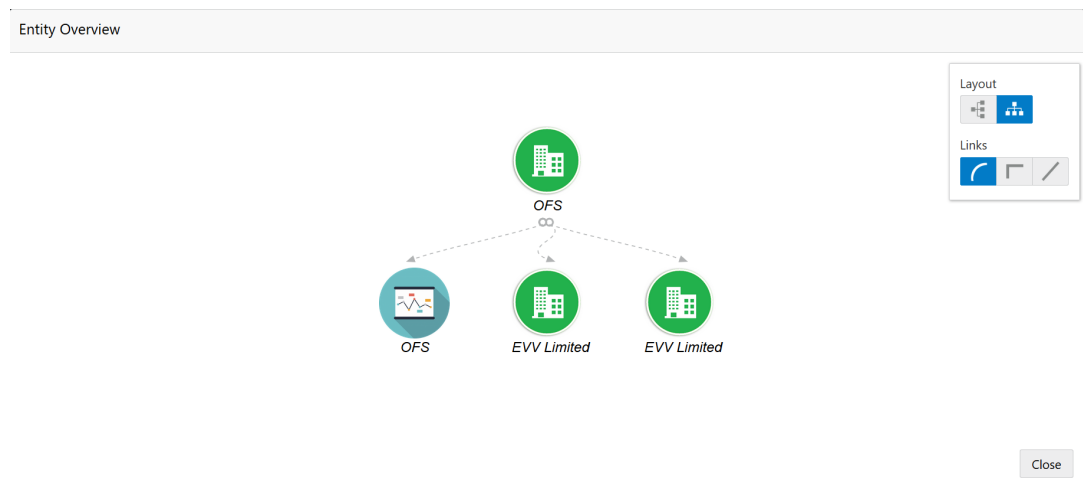 Entity Overview
Layout
Links
OFS
OFS
EVV Limited
EVV Limited
Close